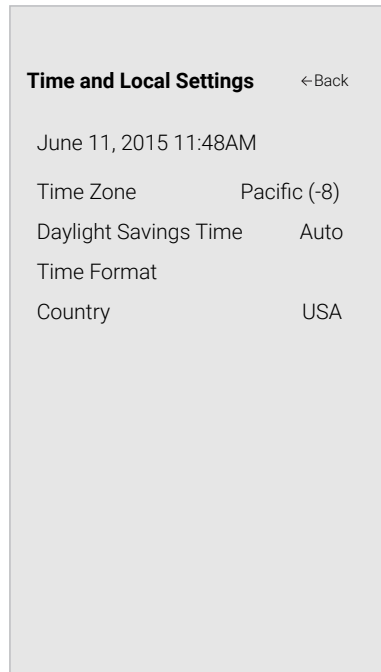 Time and Local Settings ←Back
June 11, 2015 11:48AM
Time Zone Pacific (-8)
Daylight Savings Time Auto
Time Format
Country USA